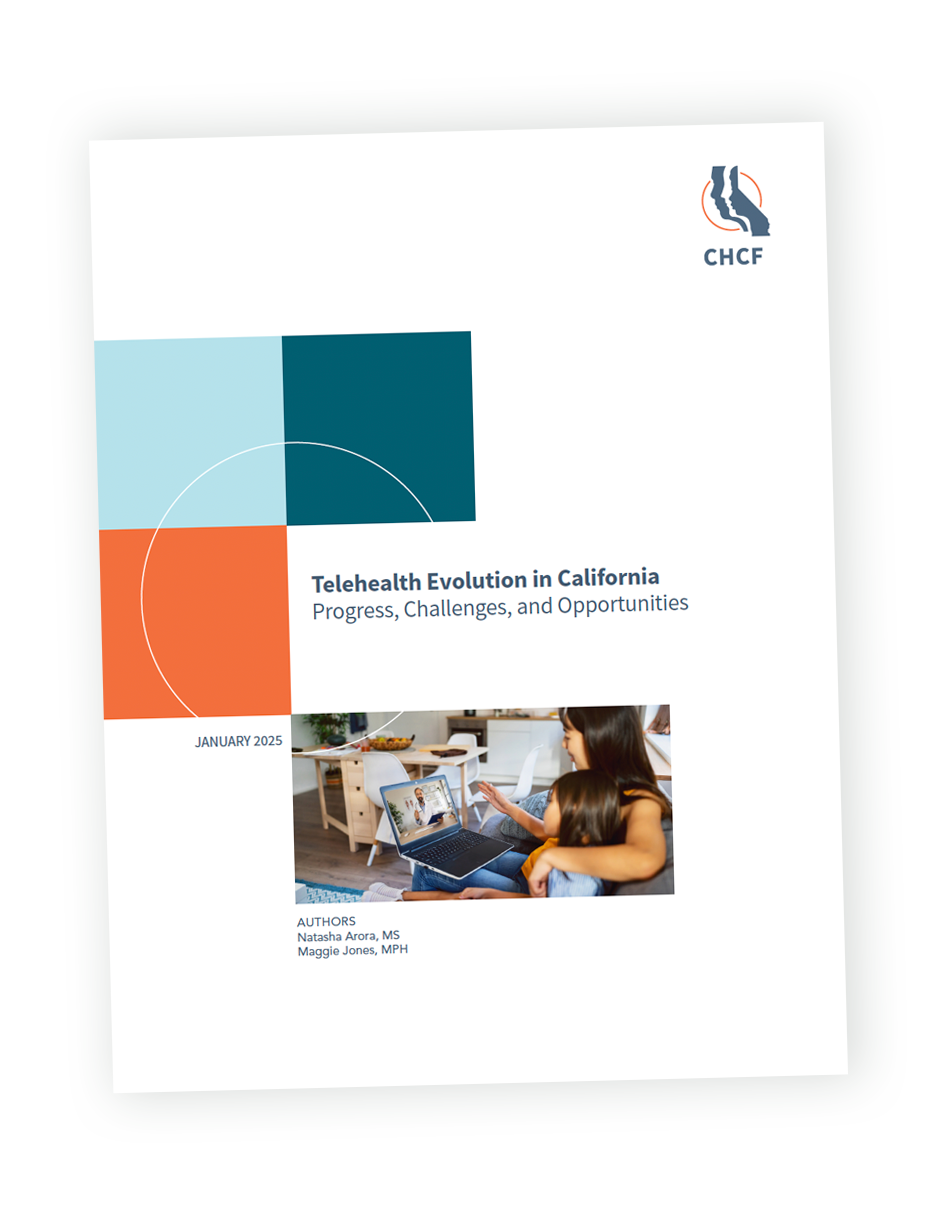 CHCF
Telehealth Evolution in California
Progress, Challenges, and Opportunities
JANUARY 2025
AUTHORS
Natasha Arora, MS
Maggie Jones, MPH